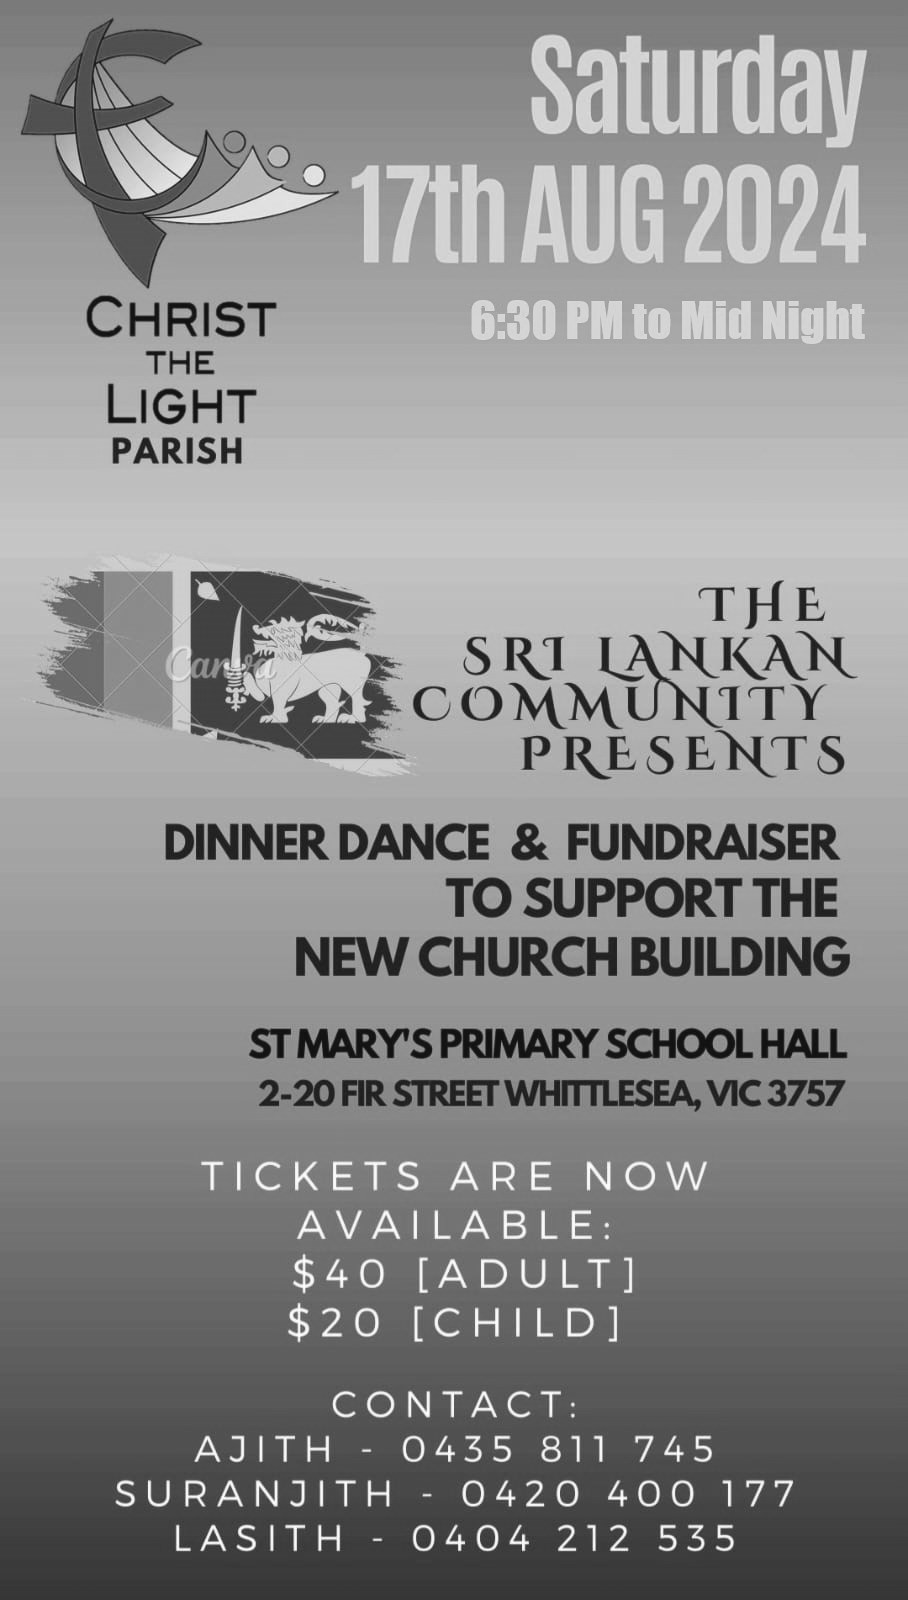 Saturday
17th AUG 2024
6:30 PM to Mid Night
CHRIST
THE
LIGHT
PARISH
Canva
THE
SRI LANKAN
COMMUNITY
PRESENTS
DINNER DANCE & FUNDRAISER
TO SUPPORT THE
NEW CHURCH BUILDING
ST MARY'S PRIMARY SCHOOL HALL
2-20 FIR STREET WHITTLESEA, VIC 3757
TICKETS ARE NOW
AVAILABLE:
$40 [ADULT]
$20 [CHILD]
CONTACT:
AJITH - 0435 811 745
SURANJITH - 0420 400 177
LASITH - 0404 212 535